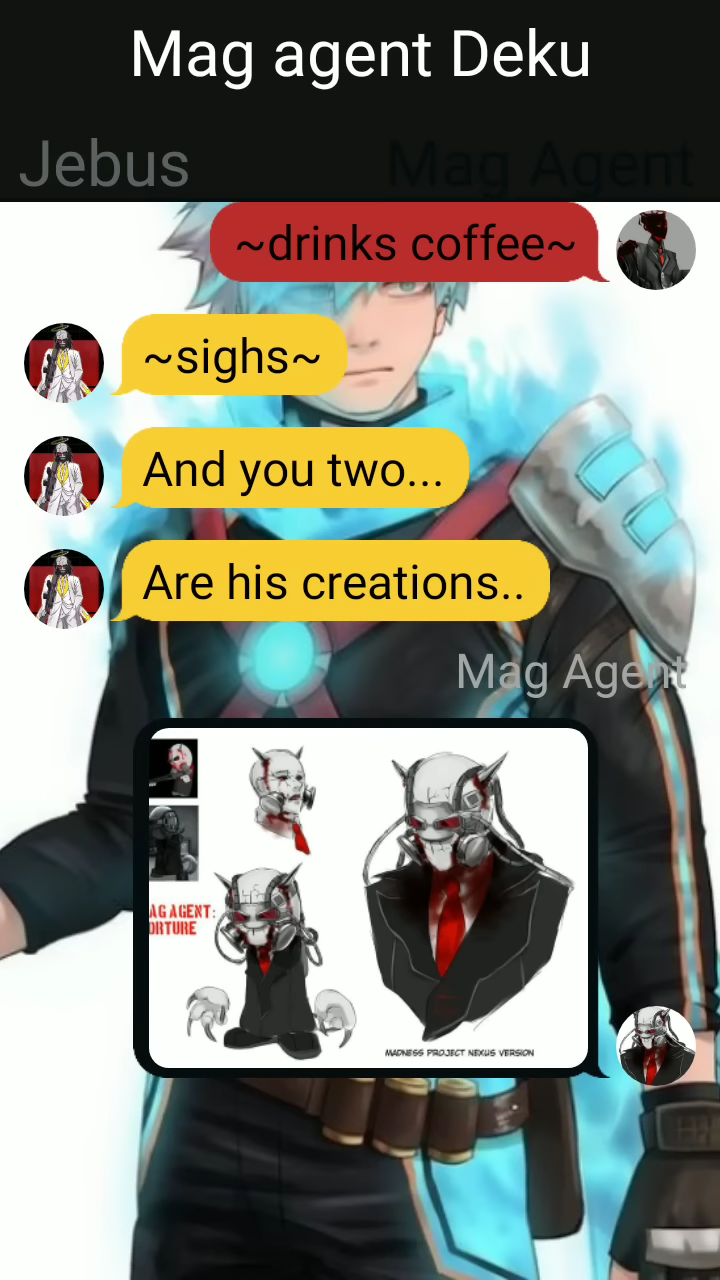 Mag agent Deku
Jebus
Mag Agent
~drinks coffee~
~sighs~
And you two...
Are his creations..
Mag Agent
AG AGENT:
ORTURE
MADNESS PROJECT NEXUS VERSION